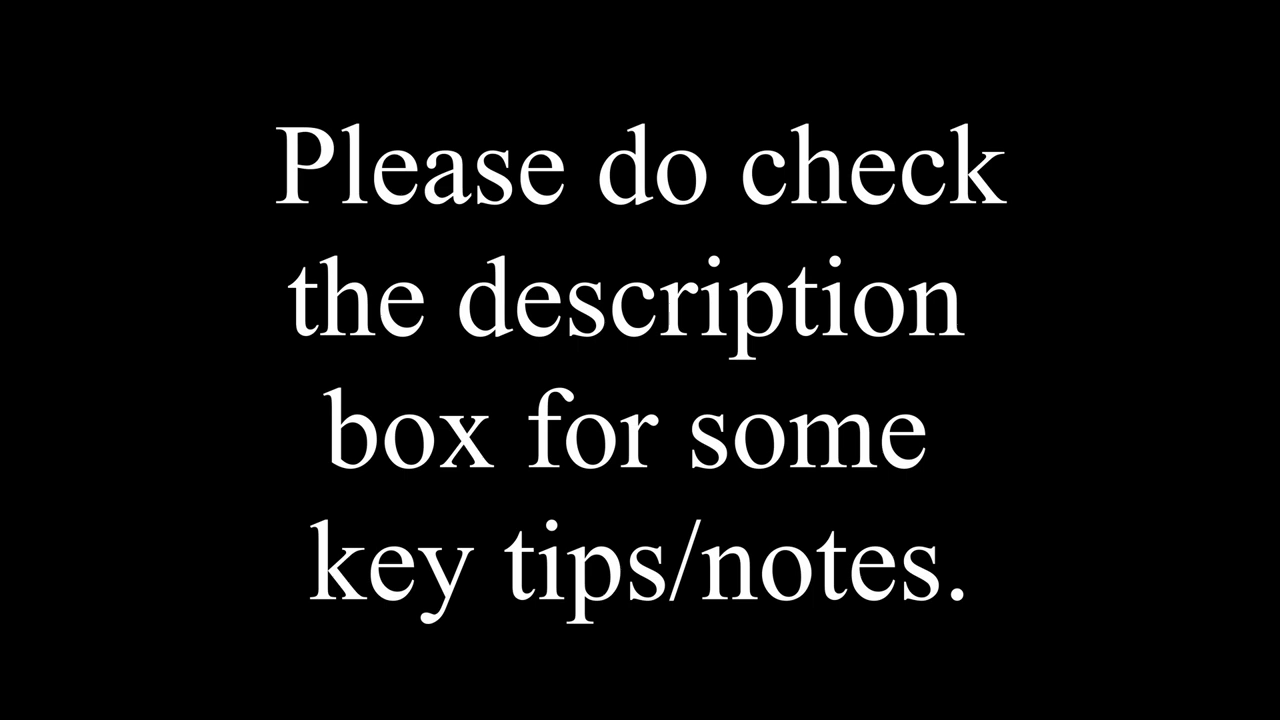 Please do check
the description
box for some
key tips/notes.